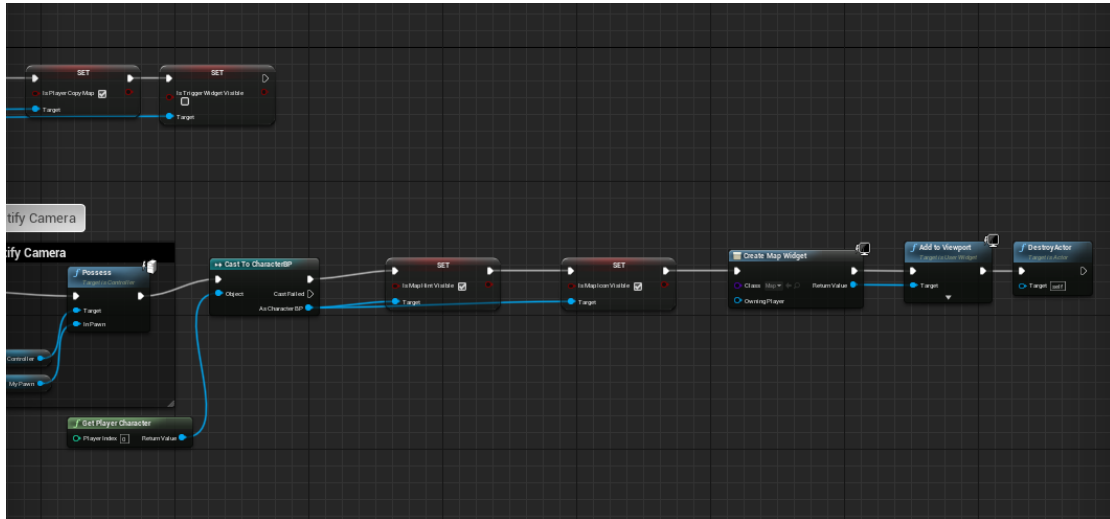 SET
SET
Is Player Copy Map
Is Trigger Widget Visible
Target
Target
tify Camera
tify Camera
Possess
Target is Controller
Target
In Pawn
Controller
My Pawn
Get Player Character
Player Index 0
Return Value
Cast To CharacterBP
Object
Cast Failed
As Character BP
SET
Is Map Hint Visible
Target
SET
Is Map Icon Visible
Target
Create Map Widget
Class Map
Return Value
Owning Player
Add to Viewport
Target is User Widget
Target
DestroyActor
Target is Actor
Target self